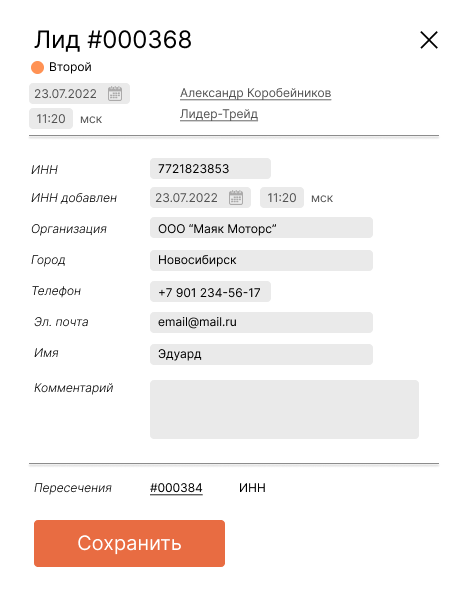 Лид #000368
Второй
23.07.2022
Александр Коробейников
11:20 мск
Лидер-Трейд
ИНН 7721823853
ИНН добавлен 23.07.2022 11:20 мск
Организация ООО “Маяк Моторс”
Город Новосибирск
Телефон +7 901 234-56-17
Эл. почта email@mail.ru
Имя Эдуард
Комментарий
Пересечения #000384 ИНН
Сохранить